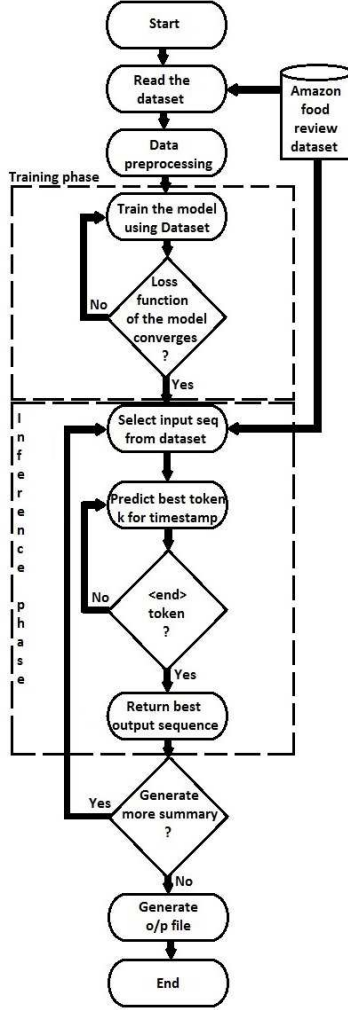 Start
Read the
dataset
Amazon
food
review
dataset
Data
preprocessing
Training phase
Train the model
using Dataset
Loss
function
of the model
converges
?
No
Yes
Inference phase
Select input seq
from dataset
Predict best token
k for timestamp
<end>
token
?
No
Yes
Return best
output sequence
Generate
more summary
?
Yes
No
Generate
o/p file
End